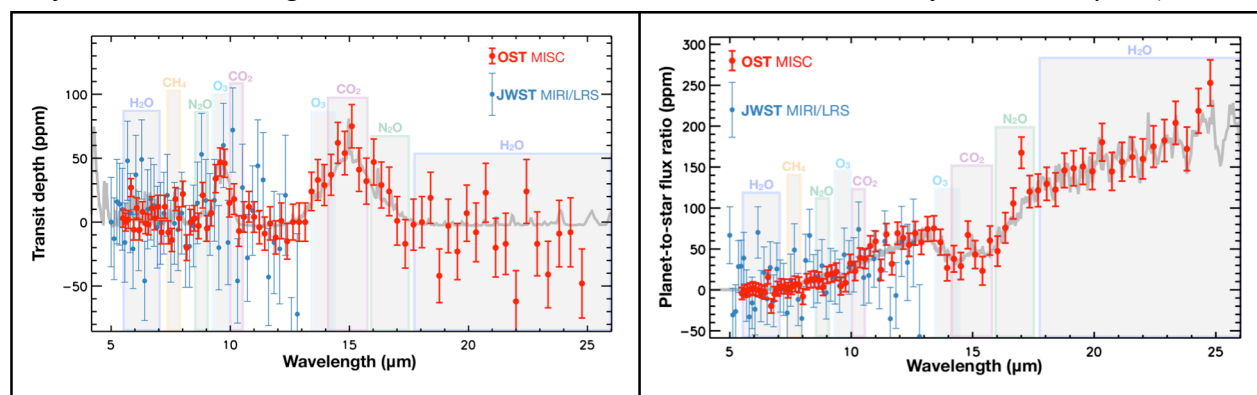 OST MISC
CO₂
CH₄
O₃
H₂O
N₂O
JWST MIRI/LRS
CO₂
O₃
N₂O
H₂O
100
50
0
−50
Transit depth (ppm)
5 10 15 20 25
Wavelength (μm)
H₂O
OST MISC
N₂O
JWST MIRI/LRS
CO₂
O₃
CH₄
CO₂
H₂O
N₂O
O₃
300
250
200
150
100
50
0
−50
Planet-to-star flux ratio (ppm)
5 10 15 20 25
Wavelength (μm)